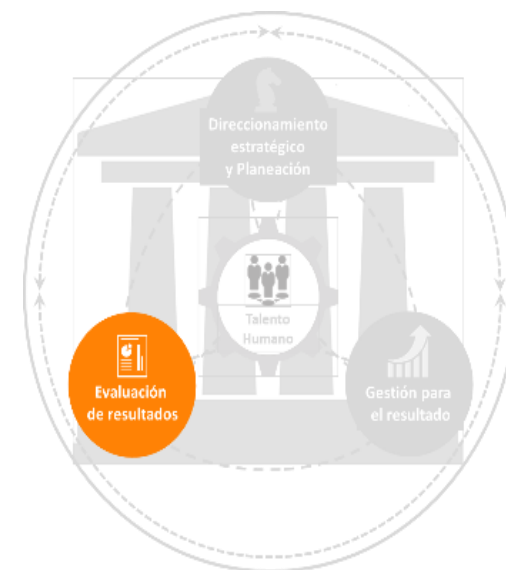 Direccionamiento
estratégico
y Planeación
Talento
Humano
Evaluación
de resultados
Gestión para
el resultado